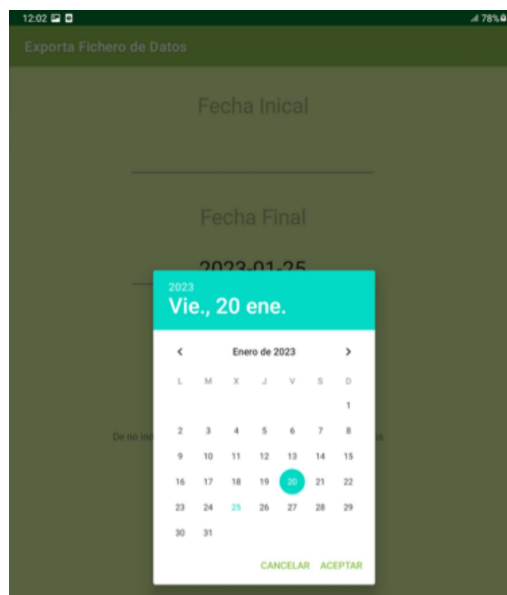 12:02 78%
Exporta Fichero de Datos
Fecha Inical
Fecha Final
2023-01-25
2023
Vie., 20 ene.
Enero de 2023
L M X J V S D
1
2 3 4 5 6 7 8
9 10 11 12 13 14 15
16 17 18 19 20 21 22
23 24 25 26 27 28 29
30 31
De no
CANCELAR ACEPTAR